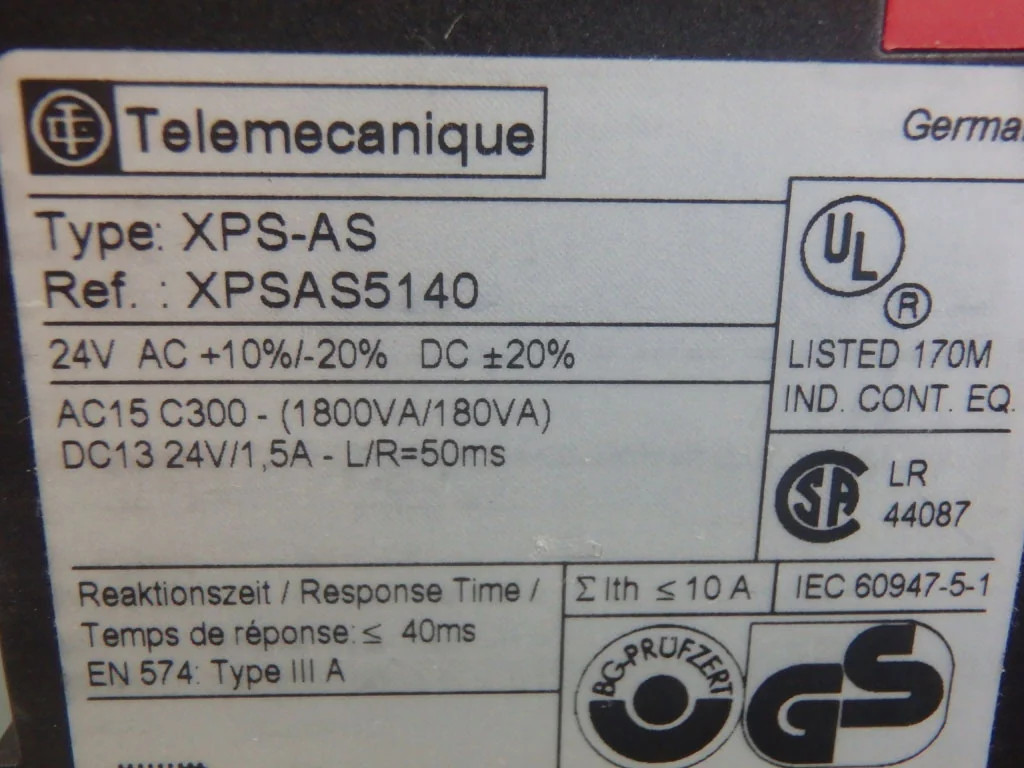 Telemecanique
Germa
Type: XPS-AS
Ref. : XPSAS5140
24V AC +10%/-20% DC ±20%
AC15 C300 - (1800VA/180VA)
DC13 24V/1,5A - L/R=50ms
UL
®
LISTED 170M
IND. CONT. EQ.
SA
LR
44087
Reaktionszeit / Response Time /
Temps de réponse: ≤ 40ms
EN 574: Type III A
Σ Ith ≤ 10 A
IEC 60947-5-1
BG-PRÜFZERT
GS